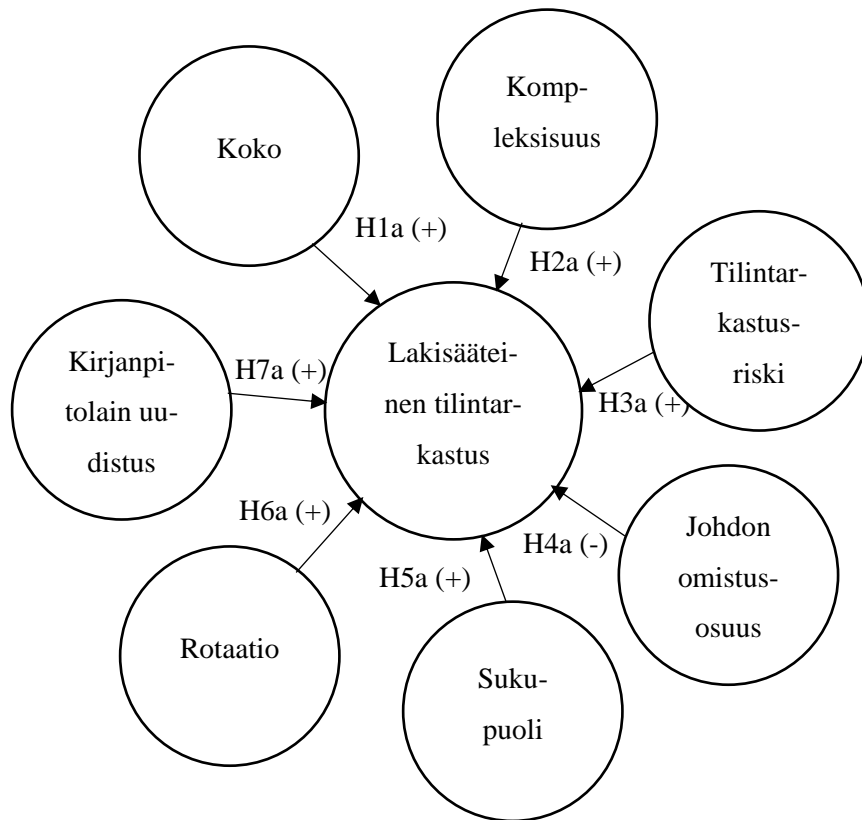 Koko
Komp-
leksisuus
H1a (+)
H2a (+)
Tilintar-
kastus-
riski
Lakisäätei-
nen tilintar-
kastus
Kirjanpi-
tolain uu-
distus
H7a (+)
H3a (+)
H6a (+)
H4a (-)
Johdon
omistus-
osuus
H5a (+)
Rotaatio
Suku-
puoli